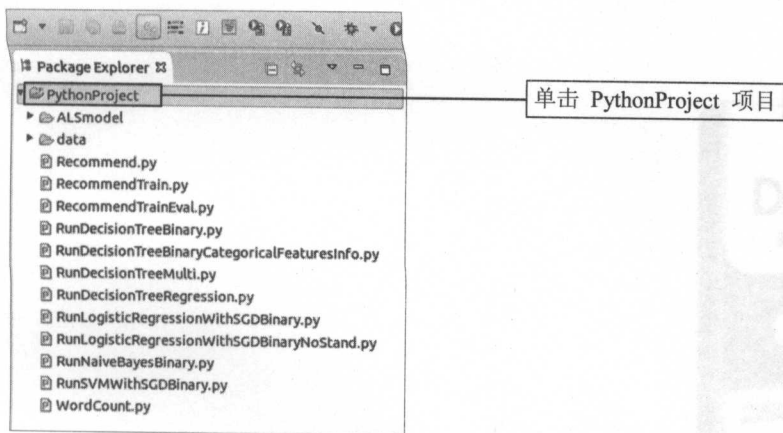 Package Explorer
PythonProject
单击 PythonProject 项目
ALSmodel
data
Recommend.py
RecommendTrain.py
RecommendTrainEval.py
RunDecisionTreeBinary.py
RunDecisionTreeBinaryCategoricalFeaturesInfo.py
RunDecisionTreeMulti.py
RunDecisionTreeRegression.py
RunLogisticRegressionWithSGDBinary.py
RunLogisticRegressionWithSGDBinaryNoStand.py
RunNaiveBayesBinary.py
RunSVMWithSGDBinary.py
WordCount.py